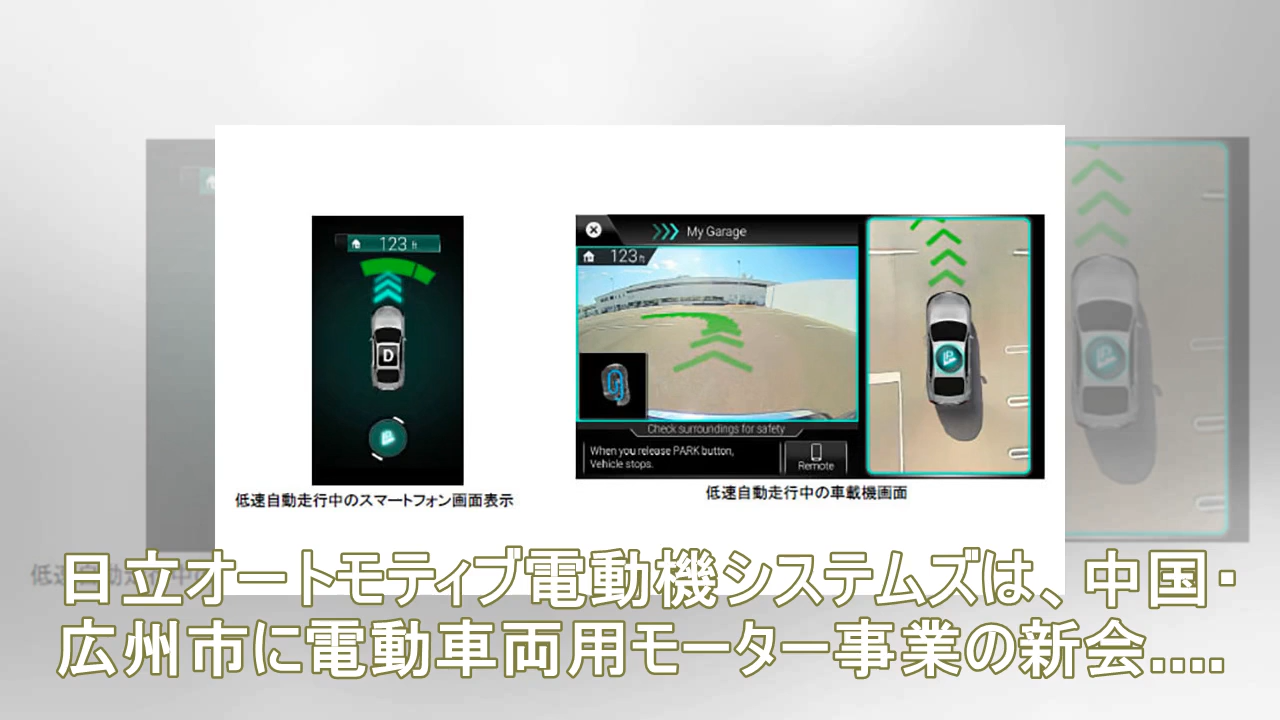 123 ft
D
My Garage
123 ft
Check surroundings for safety
When you release PARK button,
Vehicle stops.
Remote
低速自動走行中のスマートフォン画面表示
低速自動走行中の車載機画面
日立オートモティブ電動機システムズは、中国・
広州市に電動車両用モーター事業の新会....